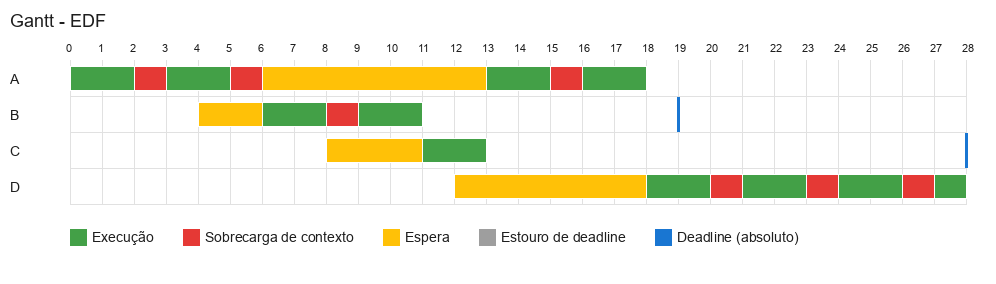 Gantt - EDF
0 1 2 3 4 5 6 7 8 9 10 11 12 13 14 15 16 17 18 19 20 21 22 23 24 25 26 27 28
A
B
C
D
Execução Sobrecarga de contexto Espera Estouro de deadline Deadline (absoluto)